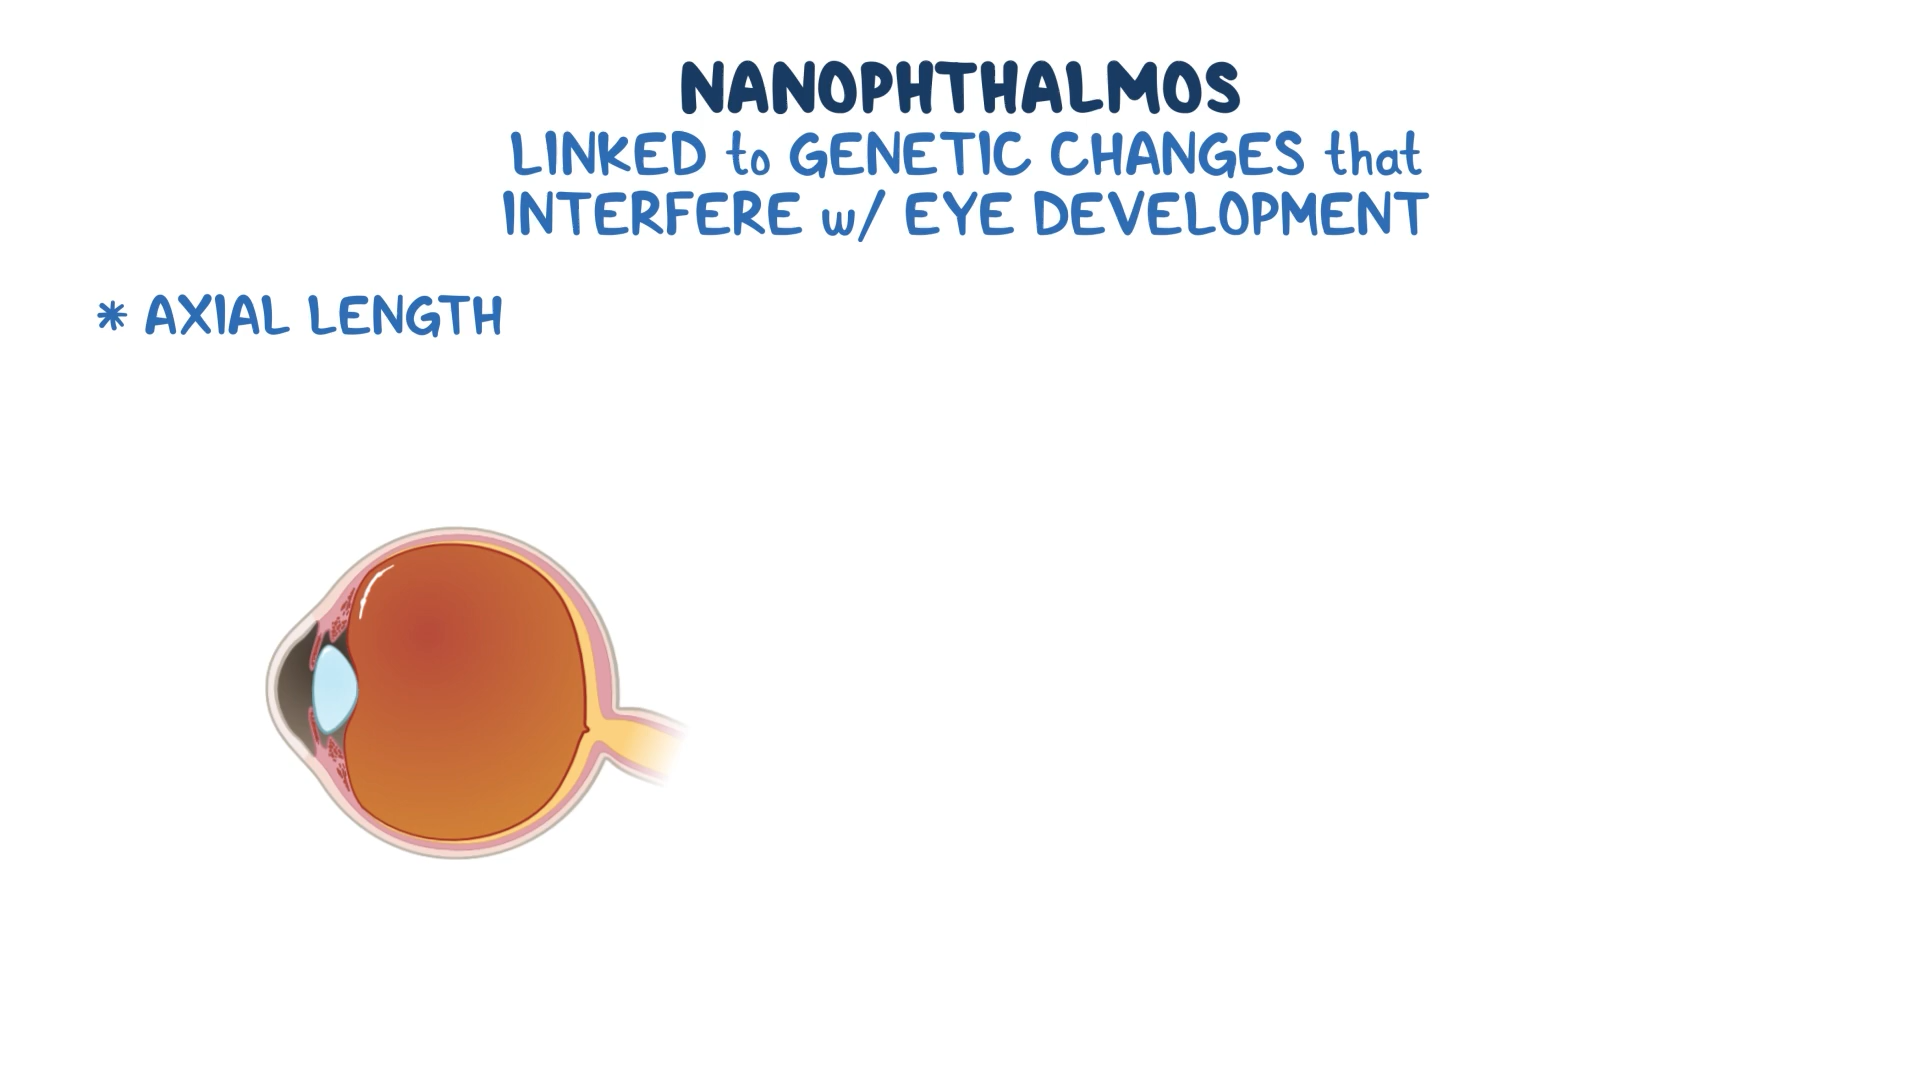 NANOPHTHALMOS
LINKED to GENETIC CHANGES that
INTERFERE w/ EYE DEVELOPMENT
* AXIAL LENGTH